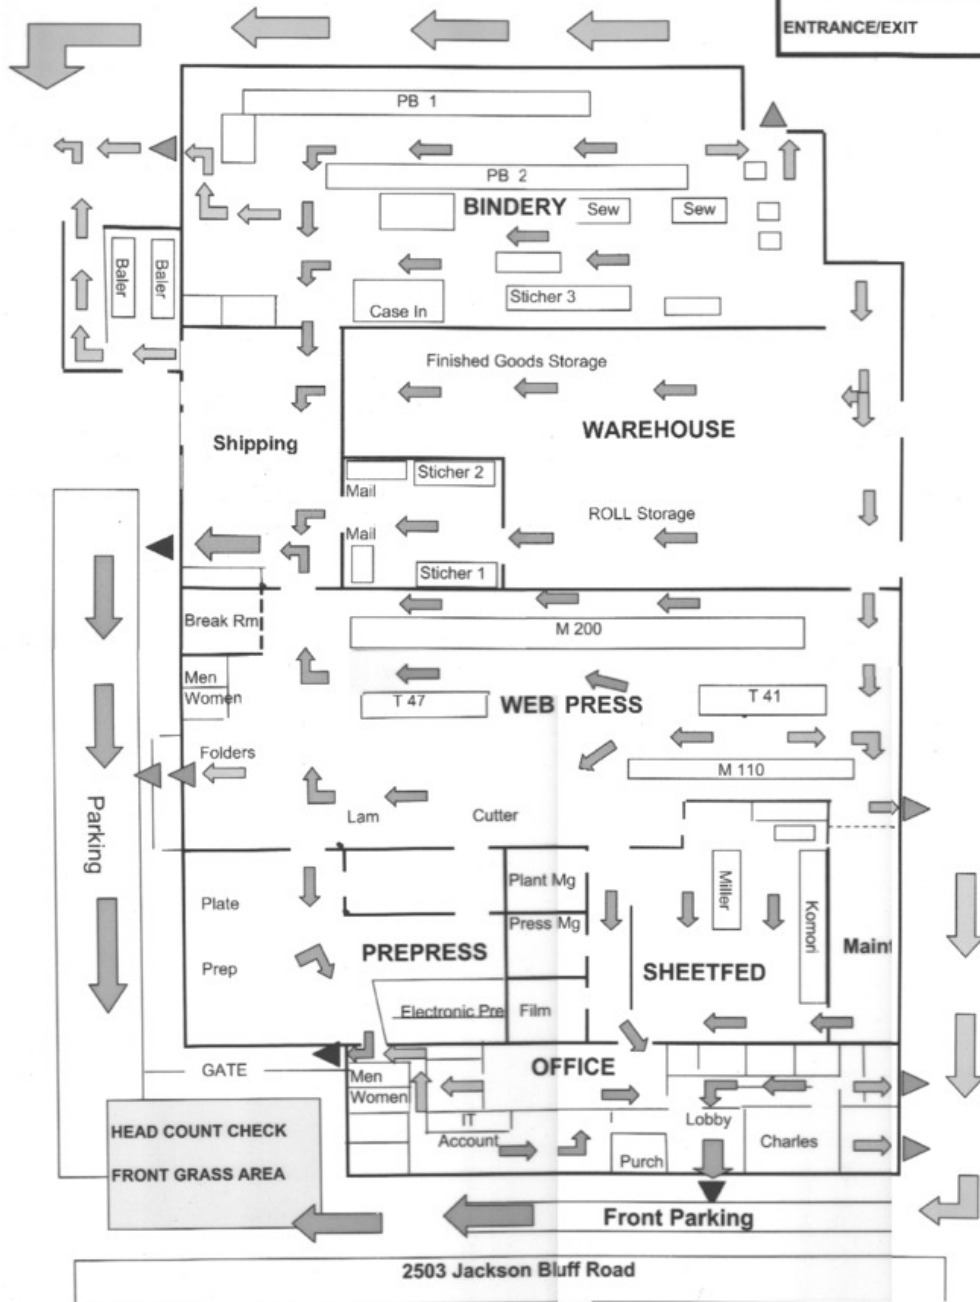 ENTRANCE/EXIT
PB 1
PB 2
BINDERY
Sew
Sew
Baler
Baler
Sticher 3
Case In
Finished Goods Storage
WAREHOUSE
Shipping
Sticher 2
Mail
ROLL Storage
Mail
Sticher 1
Break Rm
M 200
Men
Women
T 47
WEB PRESS
T 41
Folders
M 110
Parking
Lam
Cutter
Plate
Plant Mg
Miller
Komori
Press Mg
PREPRESS
Prep
SHEETFED
Maint
Electronic Pre
Film
GATE
OFFICE
Men
Women
IT
Account
Lobby
Charles
Purch
HEAD COUNT CHECK
FRONT GRASS AREA
Front Parking
2503 Jackson Bluff Road